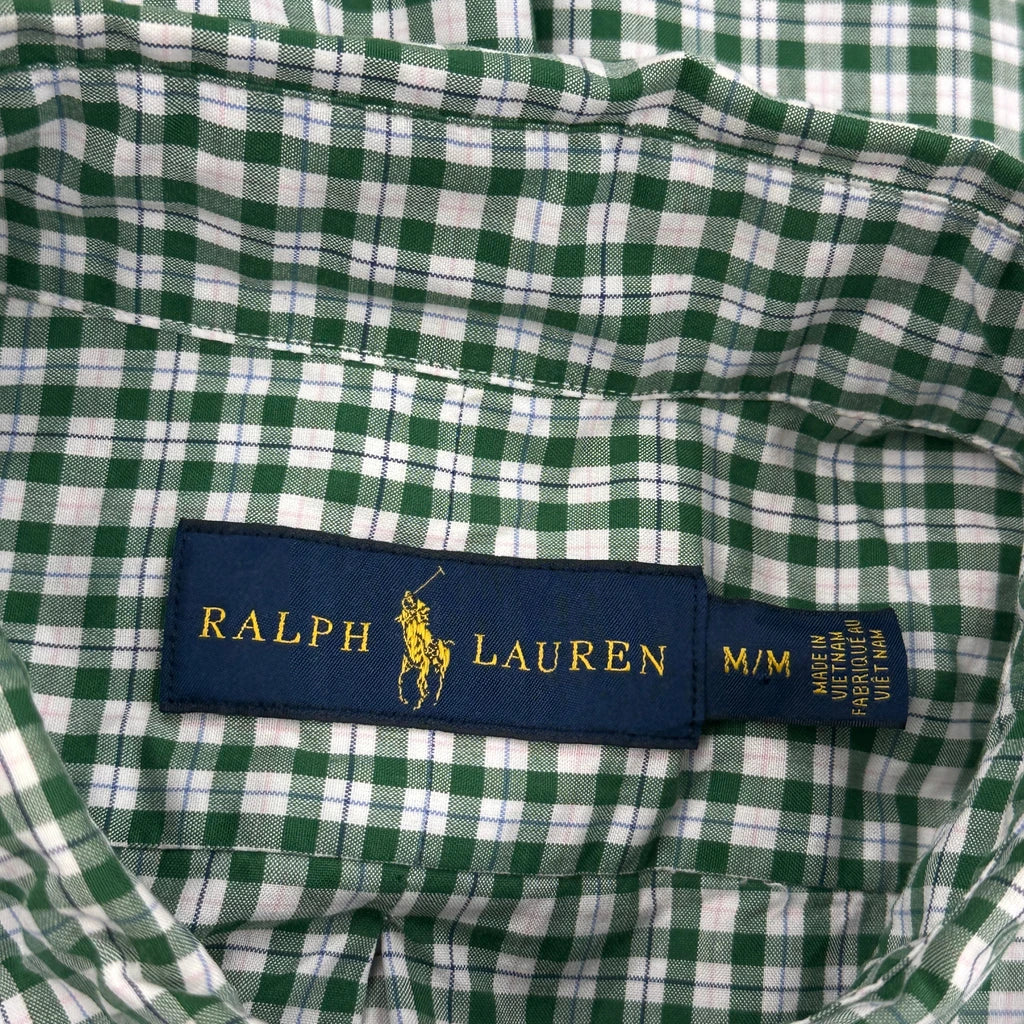 RALPH LAUREN
M/M
MADE IN
VIETNAM
FABRIQUÉ AU
VIÊT NAM